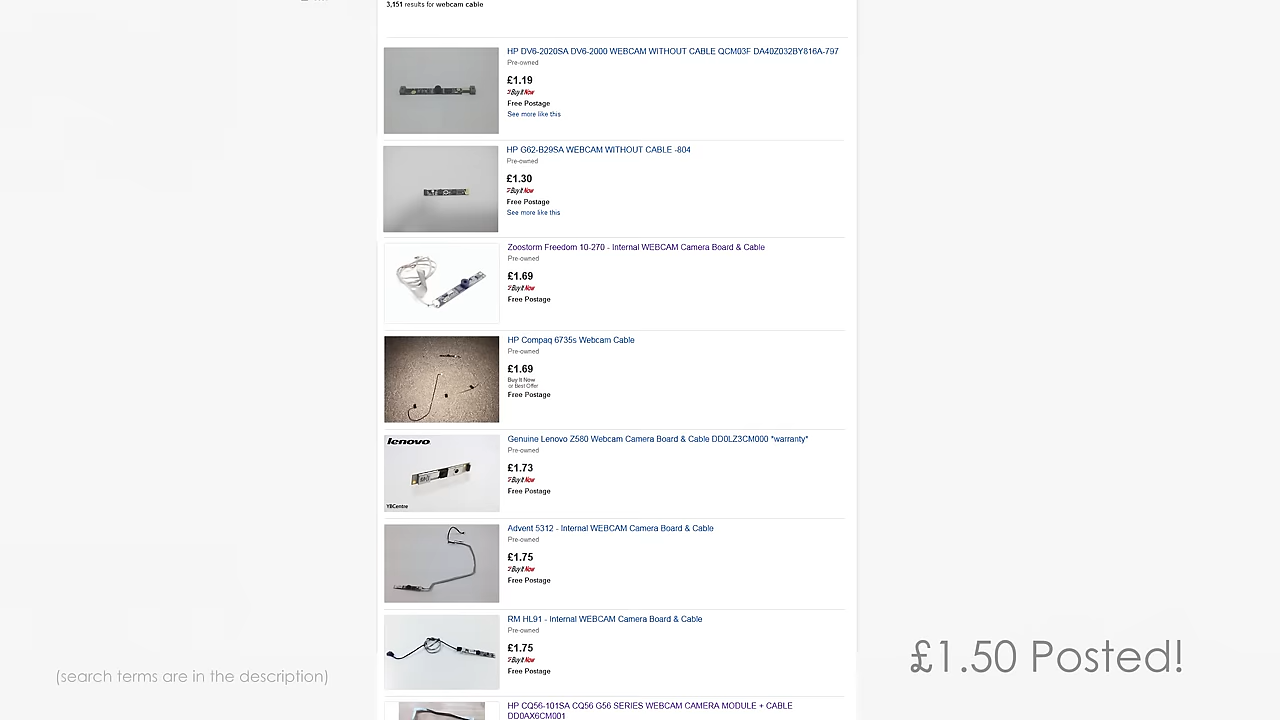 3,151 results for webcam cable
HP DV6-2020SA DV6-2000 WEBCAM WITHOUT CABLE QCM03F DA40Z032BY616A-797
Pre-owned
£1.19
Buy It Now
Free Postage
See more like this
HP G62-B29SA WEBCAM WITHOUT CABLE -804
Pre-owned
£1.30
Buy It Now
Free Postage
See more like this
Zoostorm Freedom 10-270 - Internal WEBCAM Camera Board & Cable
Pre-owned
£1.69
Buy It Now
Free Postage
HP Compaq 6735s Webcam Cable
Pre-owned
£1.69
Buy It Now
or Best Offer
Free Postage
lenovo
YBCentre
Genuine Lenovo Z580 Webcam Camera Board & Cable DD0LZ3CM000 *warranty*
Pre-owned
£1.73
Buy It Now
Free Postage
Advent 5312 - Internal WEBCAM Camera Board & Cable
Pre-owned
£1.75
Buy It Now
Free Postage
RM HL91 - Internal WEBCAM Camera Board & Cable
Pre-owned
£1.75
Buy It Now
Free Postage
HP CQ56-101SA CQ56 G56 SERIES WEBCAM CAMERA MODULE + CABLE
DD0AX6CM001
(search terms are in the description)
£1.50 Posted!